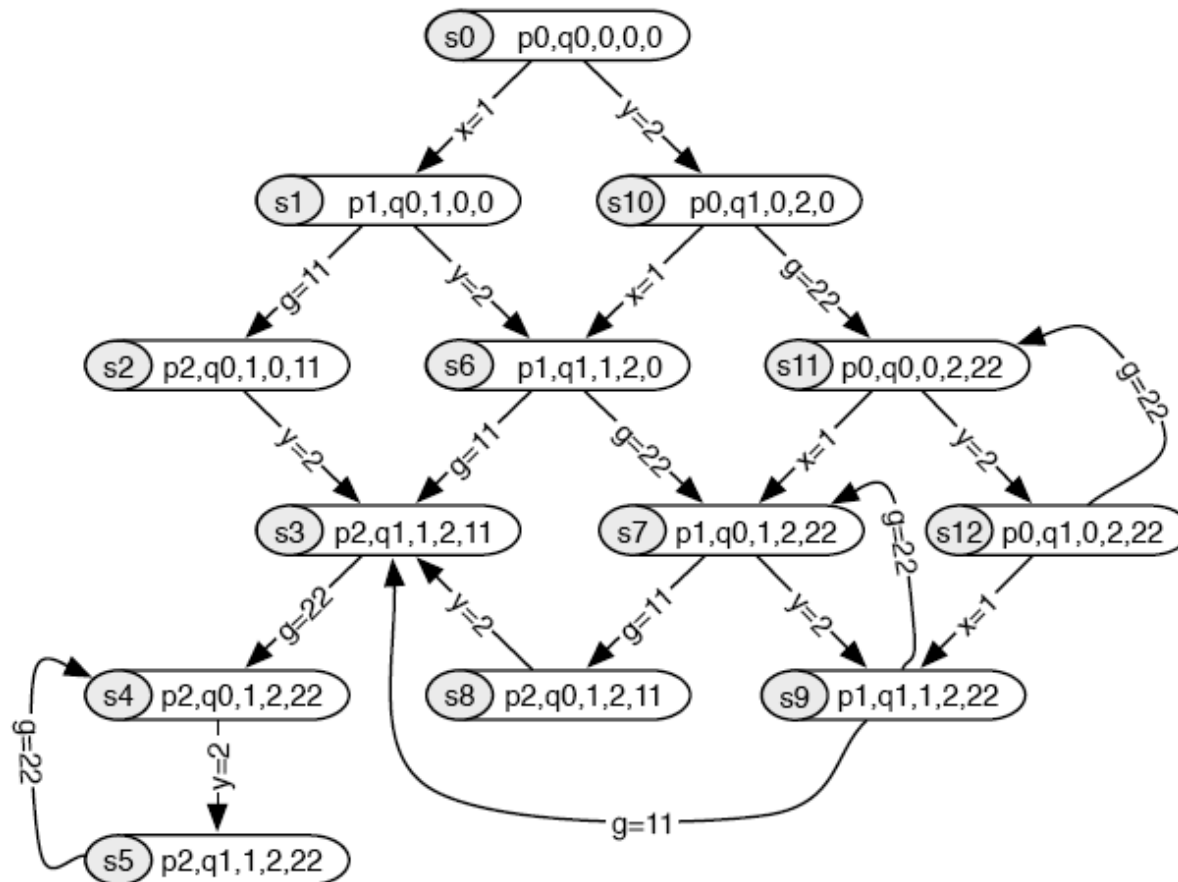 s0 p0,q0,0,0,0
x=1
y=2
s1 p1,q0,1,0,0
s10 p0,q1,0,2,0
g=11
y=2
x=1
g=22
s2 p2,q0,1,0,11
s6 p1,q1,1,2,0
s11 p0,q0,0,2,22
g=22
y=2
g=11
g=22
x=1
y=2
s3 p2,q1,1,2,11
s7 p1,q0,1,2,22
g=22
s12 p0,q1,0,2,22
g=22
y=2
g=11
y=2
x=1
s4 p2,q0,1,2,22
s8 p2,q0,1,2,11
s9 p1,q1,1,2,22
g=22
y=2
g=11
s5 p2,q1,1,2,22